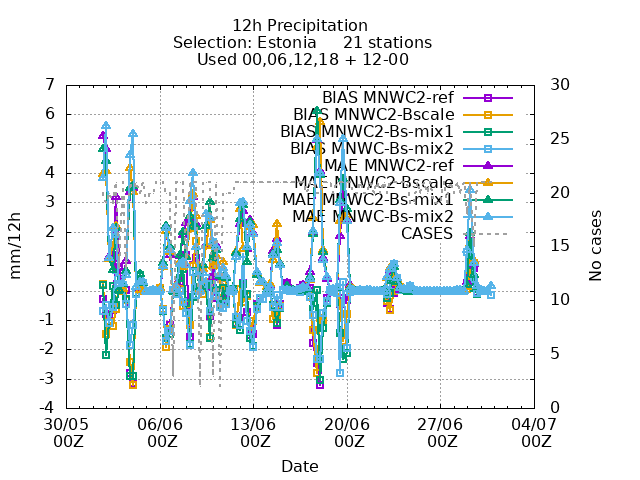 12h Precipitation
Selection: Estonia 21 stations
Used 00,06,12,18 + 12-00
BIAS MNWC2-ref
BIAS MNWC2-Bscale
BIAS MNWC2-Bs-mix1
BIAS MNWC-Bs-mix2
MAE MNWC2-ref
MAE MNWC2-Bscale
MAE MNWC2-Bs-mix1
MAE MNWC-Bs-mix2
CASES
mm/12h
7
6
5
4
3
2
1
0
-1
-2
-3
-4
No cases
30
25
20
15
10
5
0
30/05 06/06 13/06 20/06 27/06 04/07
00Z 00Z 00Z 00Z 00Z 00Z
Date